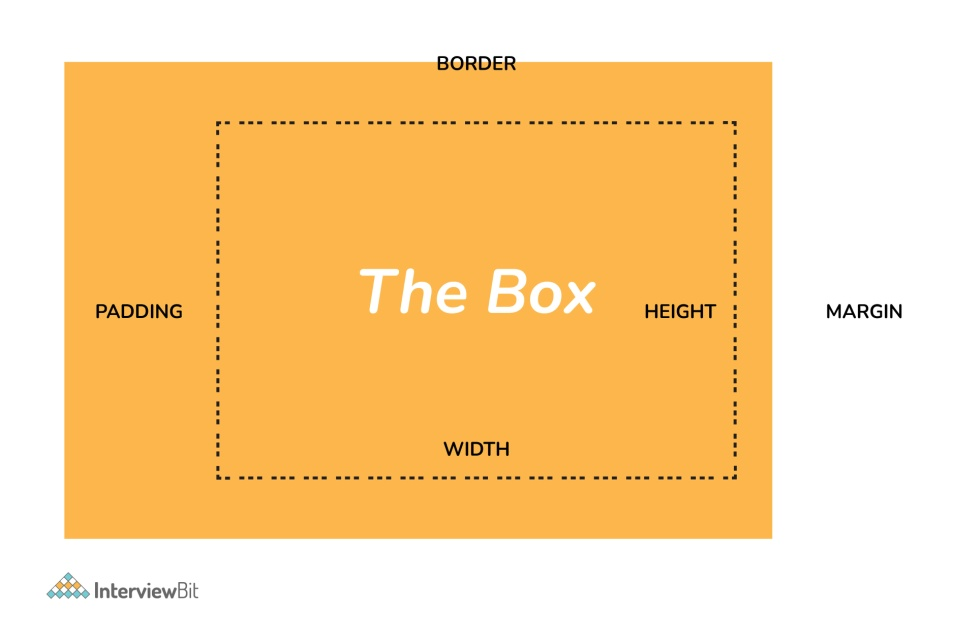 BORDER
The Box
PADDING
HEIGHT
MARGIN
WIDTH
InterviewBit